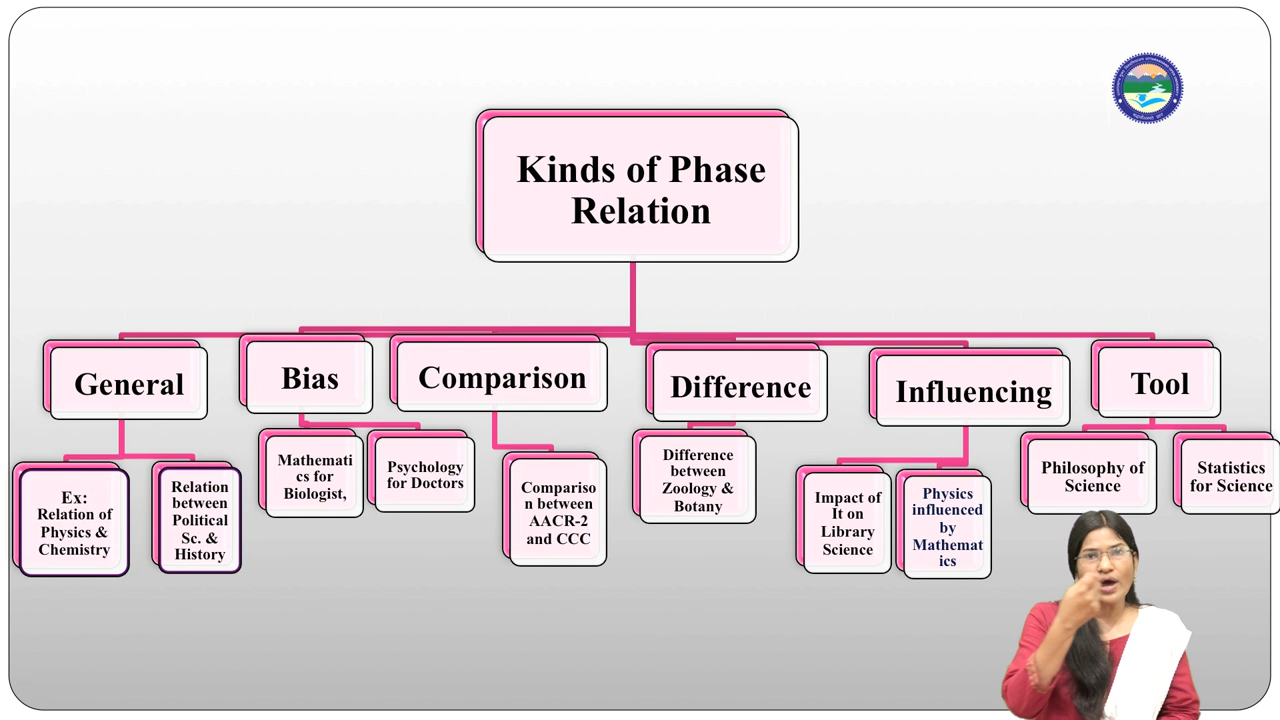 Kinds of Phase
Relation
General
Bias
Comparison
Difference
Influencing
Tool
Ex:
Relation of
Physics &
Chemistry
Relation
between
Political
Sc. &
History
Mathemati
cs for
Biologist,
Psychology
for Doctors
Compariso
n between
AACR-2
and CCC
Difference
between
Zoology &
Botany
Impact of
It on
Library
Science
Physics
influenced
by
Mathemat
ics
Philosophy of
Science
Statistics
for Science